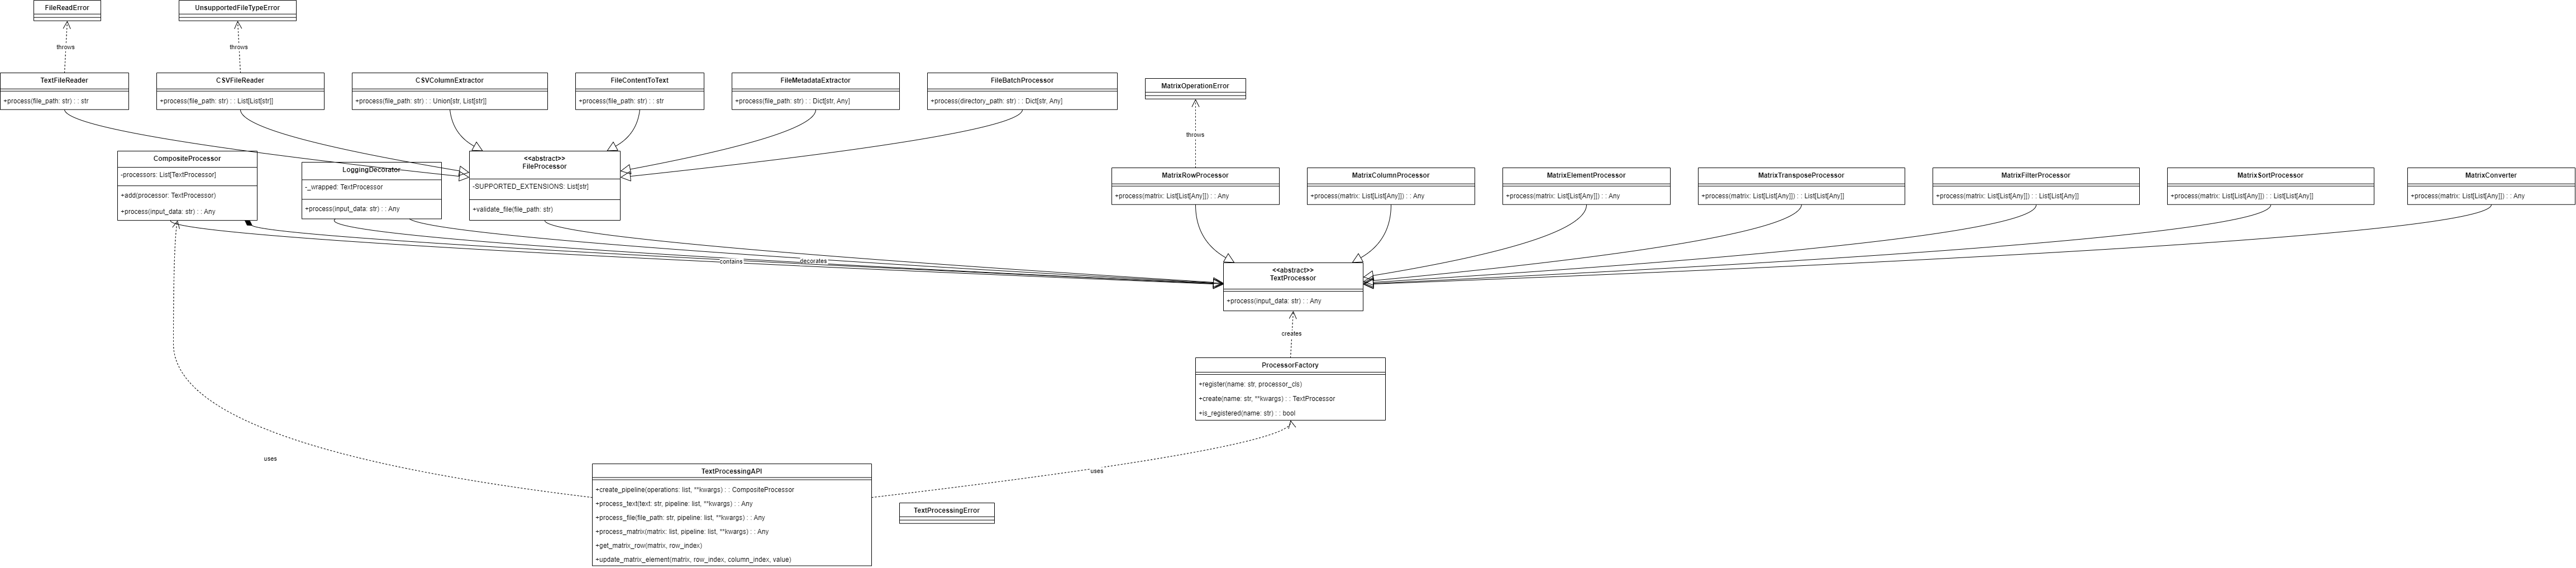 FileReadError
UnsupportedFileTypeError
throws
throws
TextFileReader
+process(file_path: str) : : str
CSVFileReader
+process(file_path: str) : : List[List[str]]
CSVColumnExtractor
+process(file_path: str) : : Union[str, List[str]]
FileContentToText
+process(file_path: str) : : str
FileMetadataExtractor
+process(file_path: str) : : Dict[str, Any]
FileBatchProcessor
+process(directory_path: str) : : Dict[str, Any]
MatrixOperationError
throws
CompositeProcessor
-processors: List[TextProcessor]
+add(processor: TextProcessor)
+process(input_data: str) : : Any
LoggingDecorator
-_wrapped: TextProcessor
+process(input_data: str) : : Any
<<abstract>>
FileProcessor
-SUPPORTED_EXTENSIONS: List[str]
+validate_file(file_path: str)
MatrixRowProcessor
+process(matrix: List[List[Any]]) : : Any
MatrixColumnProcessor
+process(matrix: List[List[Any]]) : : Any
MatrixElementProcessor
+process(matrix: List[List[Any]]) : : Any
MatrixTransposeProcessor
+process(matrix: List[List[Any]]) : : List[List[Any]]
MatrixFilterProcessor
+process(matrix: List[List[Any]]) : : List[List[Any]]
MatrixSortProcessor
+process(matrix: List[List[Any]]) : : List[List[Any]]
MatrixConverter
+process(matrix: List[List[Any]]) : : Any
contains
decorates
<<abstract>>
TextProcessor
+process(input_data: str) : : Any
creates
ProcessorFactory
+register(name: str, processor_cls)
+create(name: str, **kwargs) : : TextProcessor
+is_registered(name: str) : : bool
uses
uses
TextProcessingAPI
+create_pipeline(operations: list, **kwargs) : : CompositeProcessor
+process_text(text: str, pipeline: list, **kwargs) : : Any
+process_file(file_path: str, pipeline: list, **kwargs) : : Any
+process_matrix(matrix: list, pipeline: list, **kwargs) : : Any
+get_matrix_row(matrix, row_index)
+update_matrix_element(matrix, row_index, column_index, value)
TextProcessingError